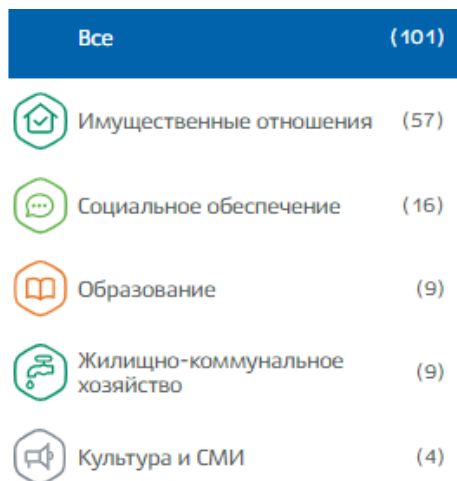 Все (101)
Имущественные отношения (57)
Социальное обеспечение (16)
Образование (9)
Жилищно-коммунальное
хозяйство (9)
Культура и СМИ (4)